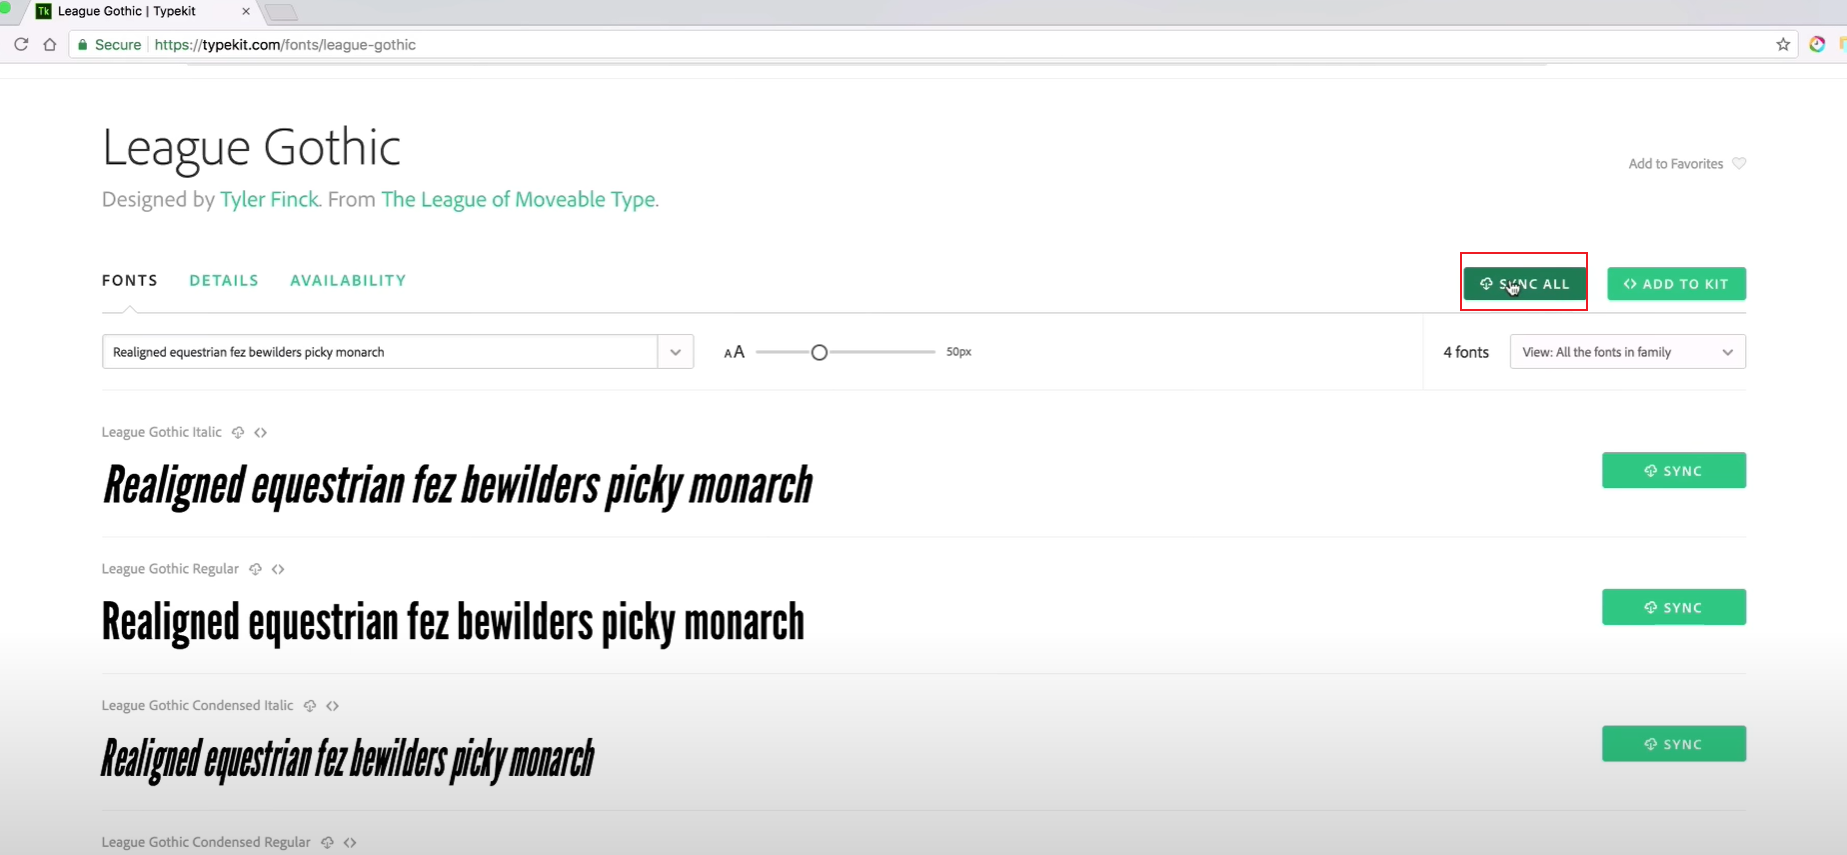 League Gothic | Typekit
Secure https://typekit.com/fonts/league-gothic
League Gothic
Add to Favorites
Designed by Tyler Finck. From The League of Moveable Type.
FONTS DETAILS AVAILABILITY
SYNC ALL
<> ADD TO KIT
Realigned equestrian fez bewilders picky monarch
AA
50px
4 fonts
View: All the fonts in family
League Gothic Italic <>
Realigned equestrian fez bewilders picky monarch
SYNC
League Gothic Regular <>
Realigned equestrian fez bewilders picky monarch
SYNC
League Gothic Condensed Italic <>
Realigned equestrian fez bewilders picky monarch
SYNC
League Gothic Condensed Regular <>